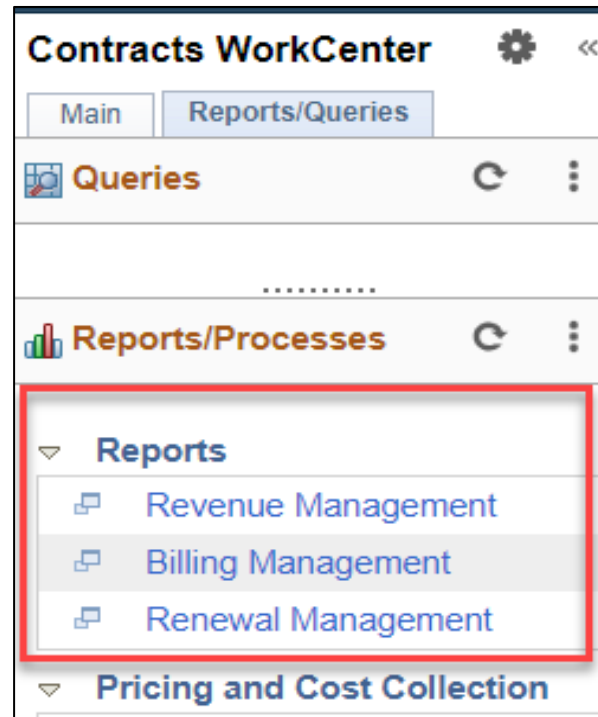 Contracts WorkCenter
Main Reports/Queries
Queries
Reports/Processes
Reports
Revenue Management
Billing Management
Renewal Management
Pricing and Cost Collection